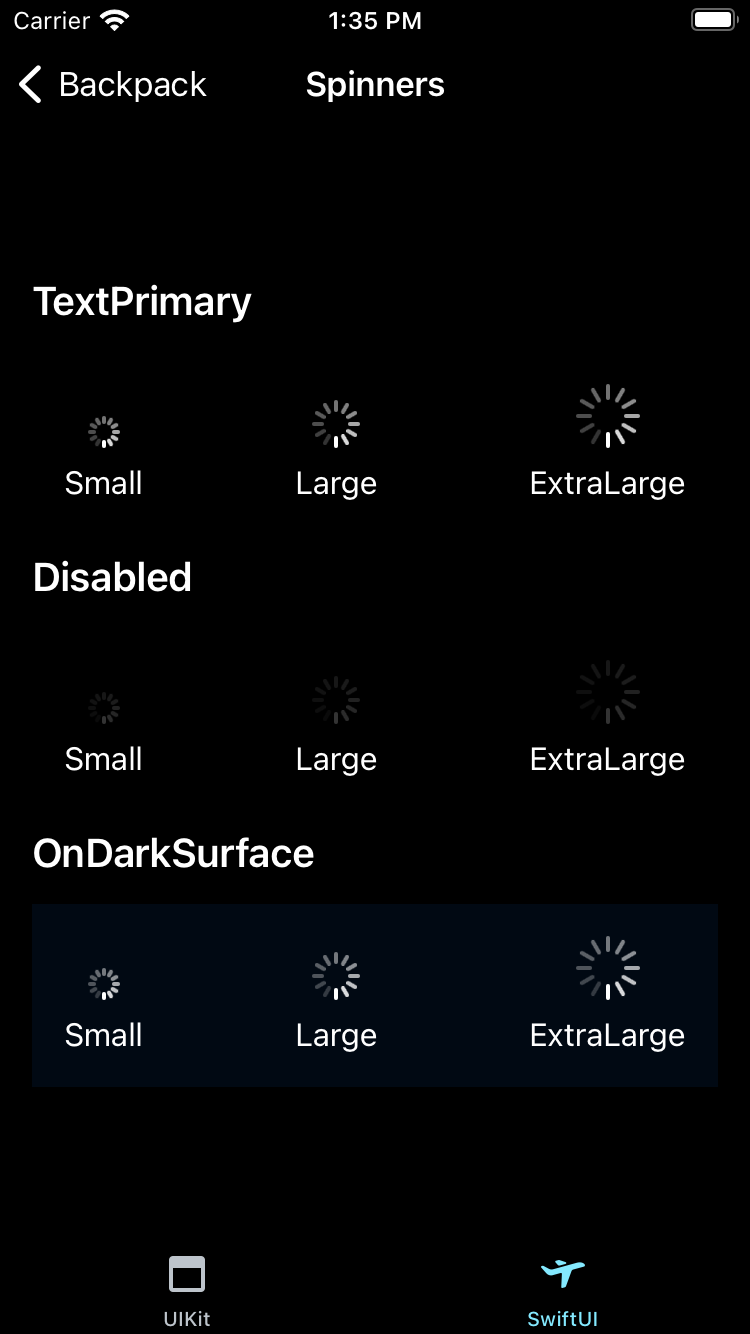 Carrier 1:35 PM
Backpack Spinners
TextPrimary
Small Large ExtraLarge
Disabled
Small Large ExtraLarge
OnDarkSurface
Small Large ExtraLarge
UIKit SwiftUI